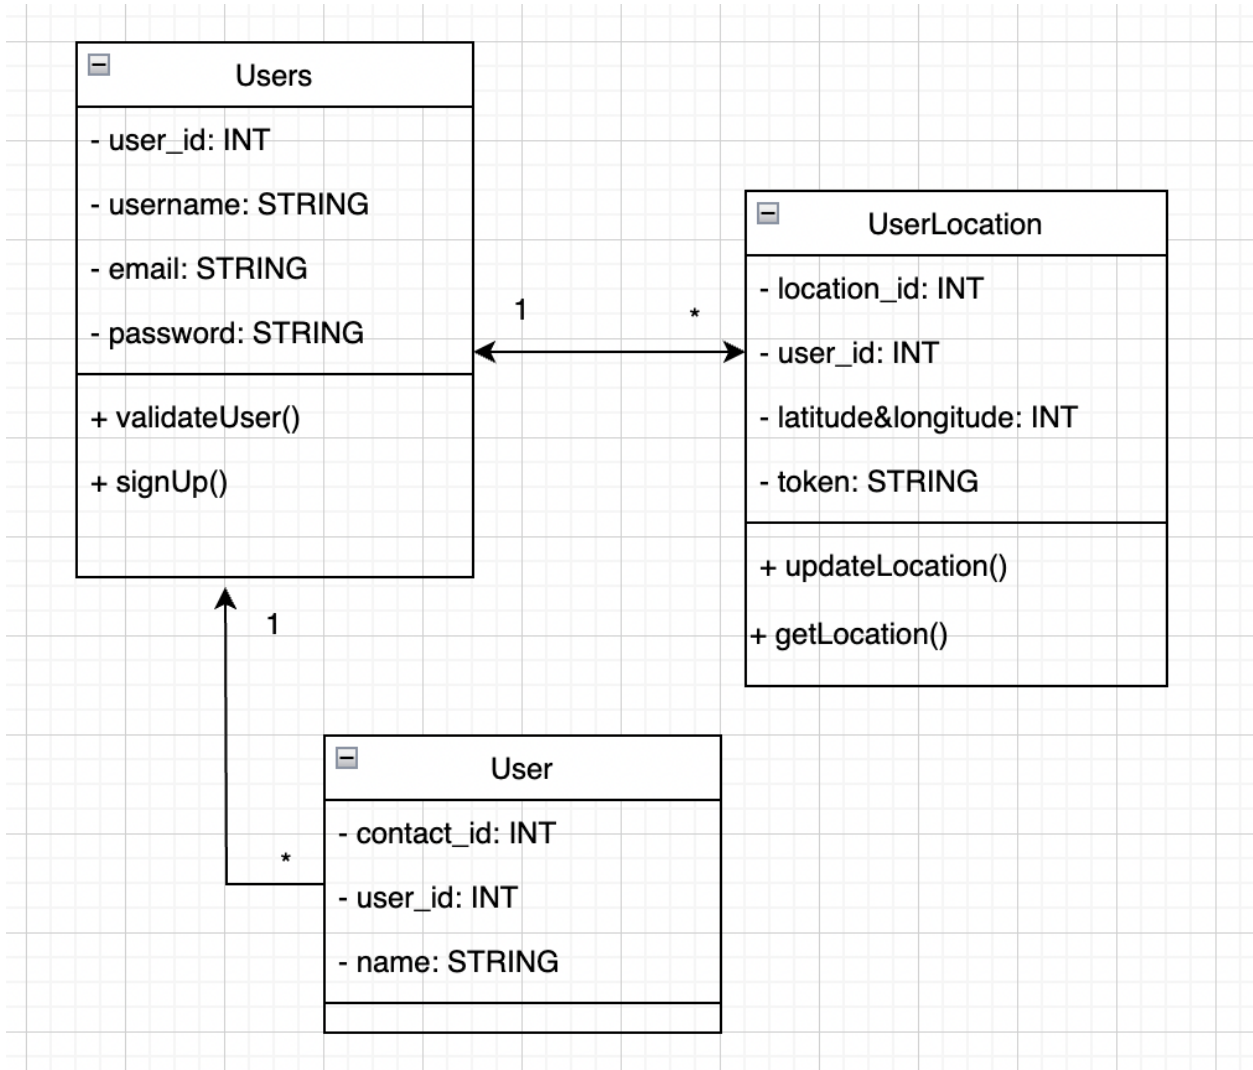 Users
- user_id: INT
- username: STRING
- email: STRING
- password: STRING
+ validateUser()
+ signUp()
1
*
UserLocation
- location_id: INT
- user_id: INT
- latitude&longitude: INT
- token: STRING
+ updateLocation()
+ getLocation()
1
*
User
- contact_id: INT
- user_id: INT
- name: STRING